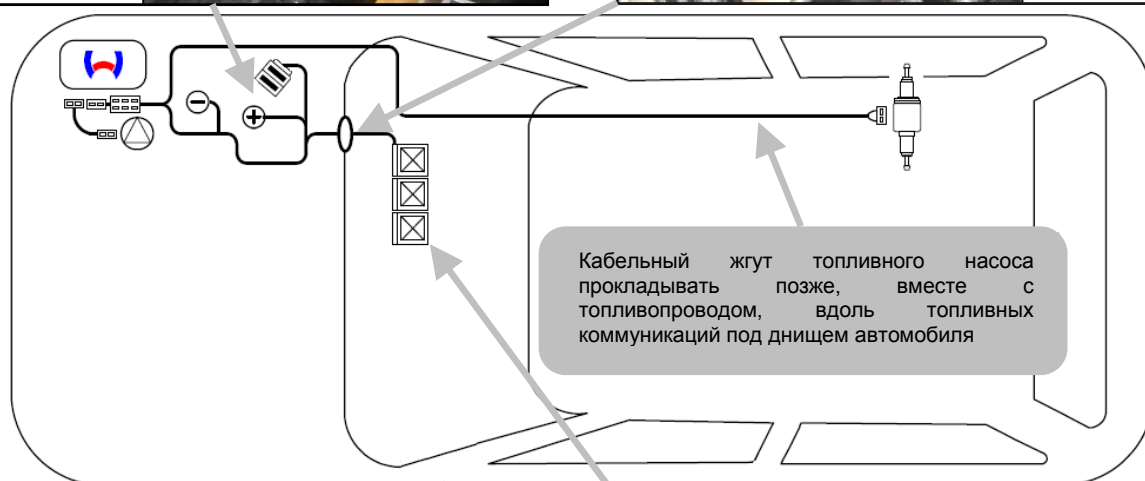 Кабельный жгут топливного насоса
прокладывать позже, вместе с
топливопроводом, вдоль топливных
коммуникаций под днищем автомобиля